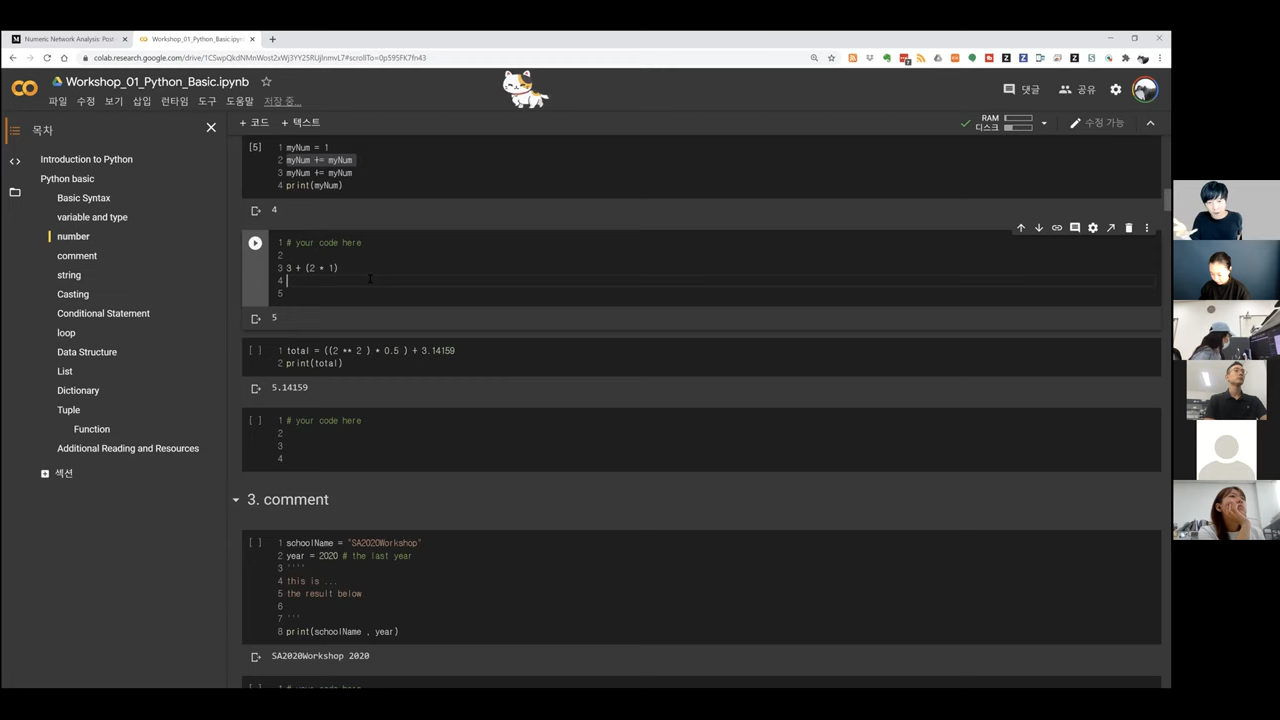 Numeric Network Analysis: Post
Workshop_01_Python_Basic.ipynb
colab.research.google.com/drive/1CSwpQkdNMnWost2xWj3YY25RUjInmvL7#scrollTo=0p595FK7fn43
Workshop_01_Python_Basic.ipynb
댓글
공유
파일 수정 보기 삽입 런타임 도구 도움말 저장 중...
목차
+ 코드 + 텍스트
RAM
디스크
수정 가능
Introduction to Python
Python basic
Basic Syntax
variable and type
number
comment
string
Casting
Conditional Statement
loop
Data Structure
List
Dictionary
Tuple
Function
Additional Reading and Resources
섹션
[5] 1 myNum = 1
2 myNum += myNum
3 myNum += myNum
4 print(myNum)
4
1 # your code here
2
3 3 + (2 * 1)
4
5
5
[ ] 1 total = ((2 ** 2 ) * 0.5 ) + 3.14159
2 print(total)
5.14159
[ ] 1 # your code here
2
3
4
3. comment
[ ] 1 schoolName = "SA2020Workshop"
2 year = 2020 # the last year
3 ''''
4 this is ...
5 the result below
6
7 '''
8 print(schoolName , year)
SA2020Workshop 2020
[ ] 1 # your code here